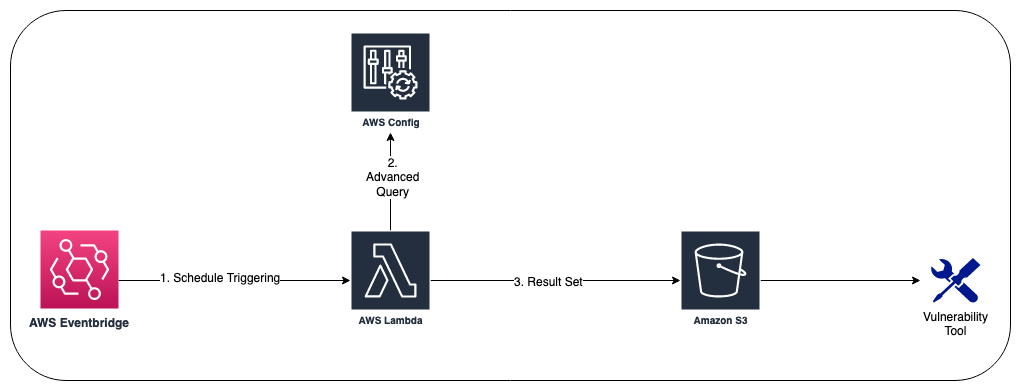 AWS Config
2.
Advanced
Query
1. Schedule Triggering
3. Result Set
AWS Eventbridge
AWS Lambda
Amazon S3
Vulnerability
Tool